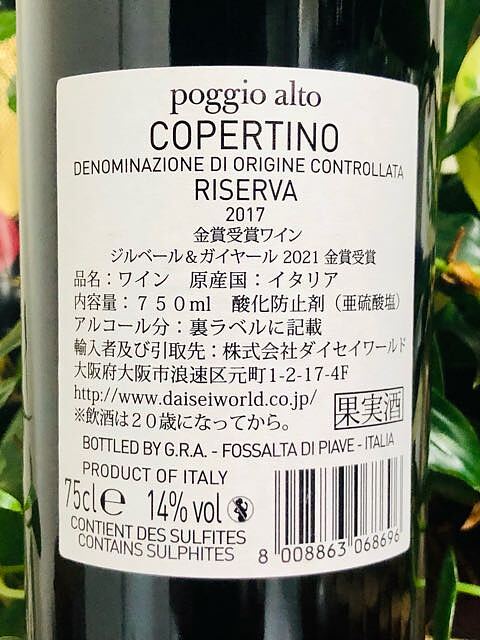 poggio alto
COPERTINO
DENOMINAZIONE DI ORIGINE CONTROLLATA
RISERVA
2017
金賞受賞ワイン
ジルベール＆ガイヤール 2021 金賞受賞
品名：ワイン 原産国：イタリア
内容量：７５０ml 酸化防止剤（亜硫酸塩）
アルコール分：裏ラベルに記載
輸入者及び引取先：株式会社ダイセイワールド
大阪府大阪市浪速区元町1-2-17-4F
http://www.daiseiworld.co.jp/
※飲酒は２０歳になってから。
果実酒
BOTTLED BY G.R.A. - FOSSALTA DI PIAVE - ITALIA
PRODUCT OF ITALY
75cl e 14% vol
CONTIENT DES SULFITES
CONTAINS SULPHITES
8 008863 068696